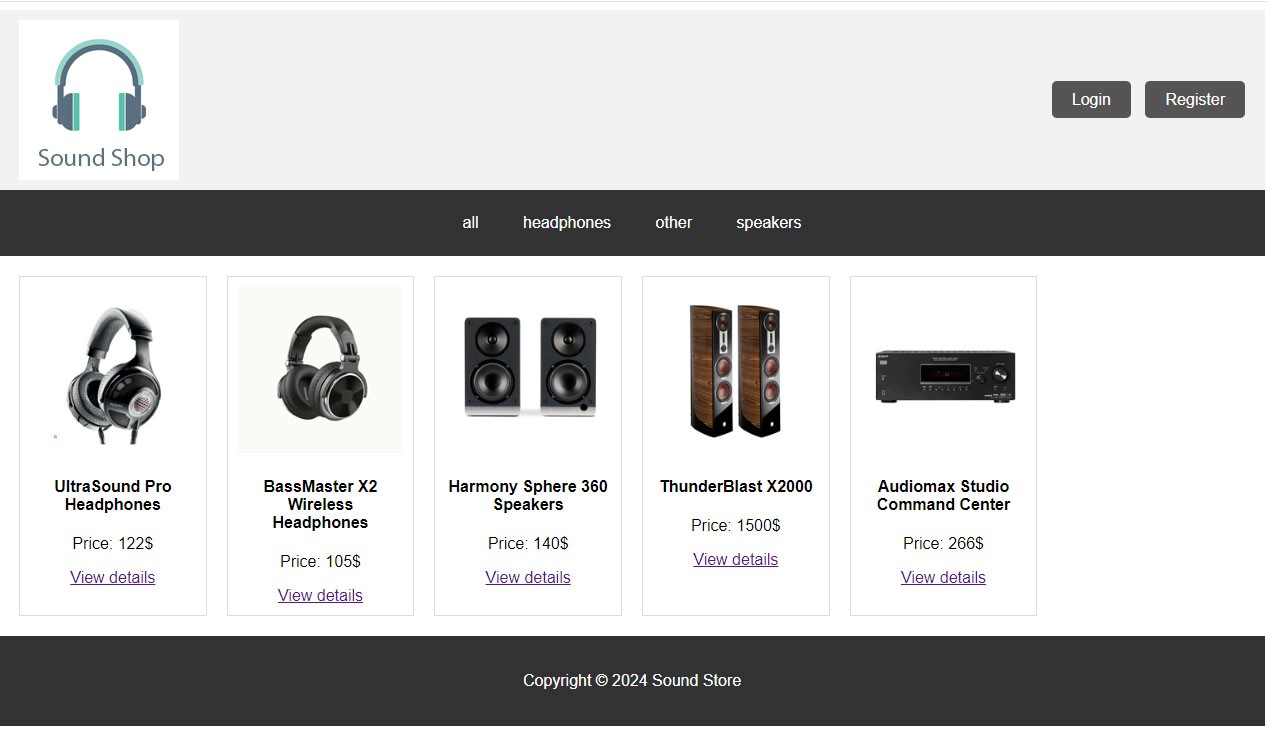 Sound Shop
Login
Register
all
headphones
other
speakers
UltraSound Pro
Headphones
Price: 122$
View details
BassMaster X2
Wireless
Headphones
Price: 105$
View details
Harmony Sphere 360
Speakers
Price: 140$
View details
ThunderBlast X2000
Price: 1500$
View details
Audiomax Studio
Command Center
Price: 266$
View details
Copyright © 2024 Sound Store